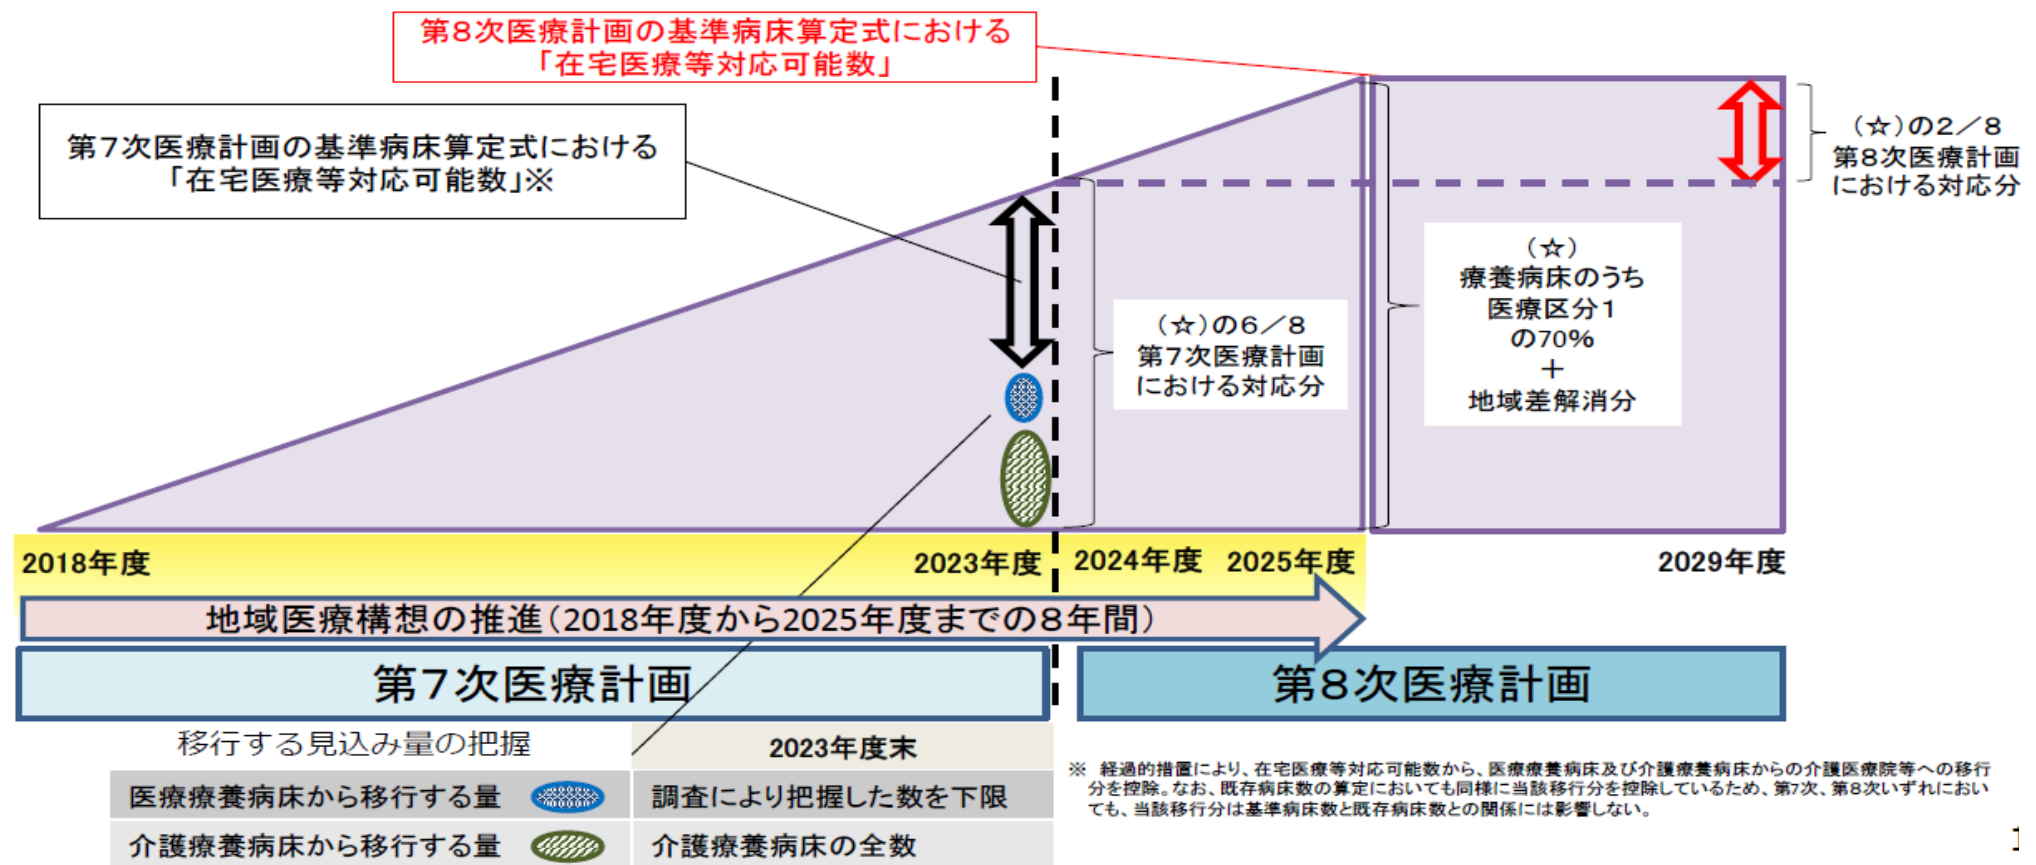 第8次医療計画の基準病床算定式における
「在宅医療等対応可能数」
第7次医療計画の基準病床算定式における
「在宅医療等対応可能数」※
(☆)の2/8
第8次医療計画
における対応分
(☆)
療養病床のうち
医療区分1
の70%
+
地域差解消分
(☆)の6/8
第7次医療計画
における対応分
2018年度
2023年度
2024年度
2025年度
2029年度
地域医療構想の推進(2018年度から2025年度までの8年間)
第7次医療計画
第8次医療計画
移行する見込み量の把握
2023年度末
医療療養病床から移行する量
調査により把握した数を下限
介護療養病床から移行する量
介護療養病床の全数
※ 経過的措置により、在宅医療等対応可能数から、医療療養病床及び介護療養病床からの介護医療院等への移行
分を控除。なお、既存病床数の算定においても同様に当該移行分を控除しているため、第7次、第8次いずれにおい
ても、当該移行分は基準病床数と既存病床数との関係には影響しない。